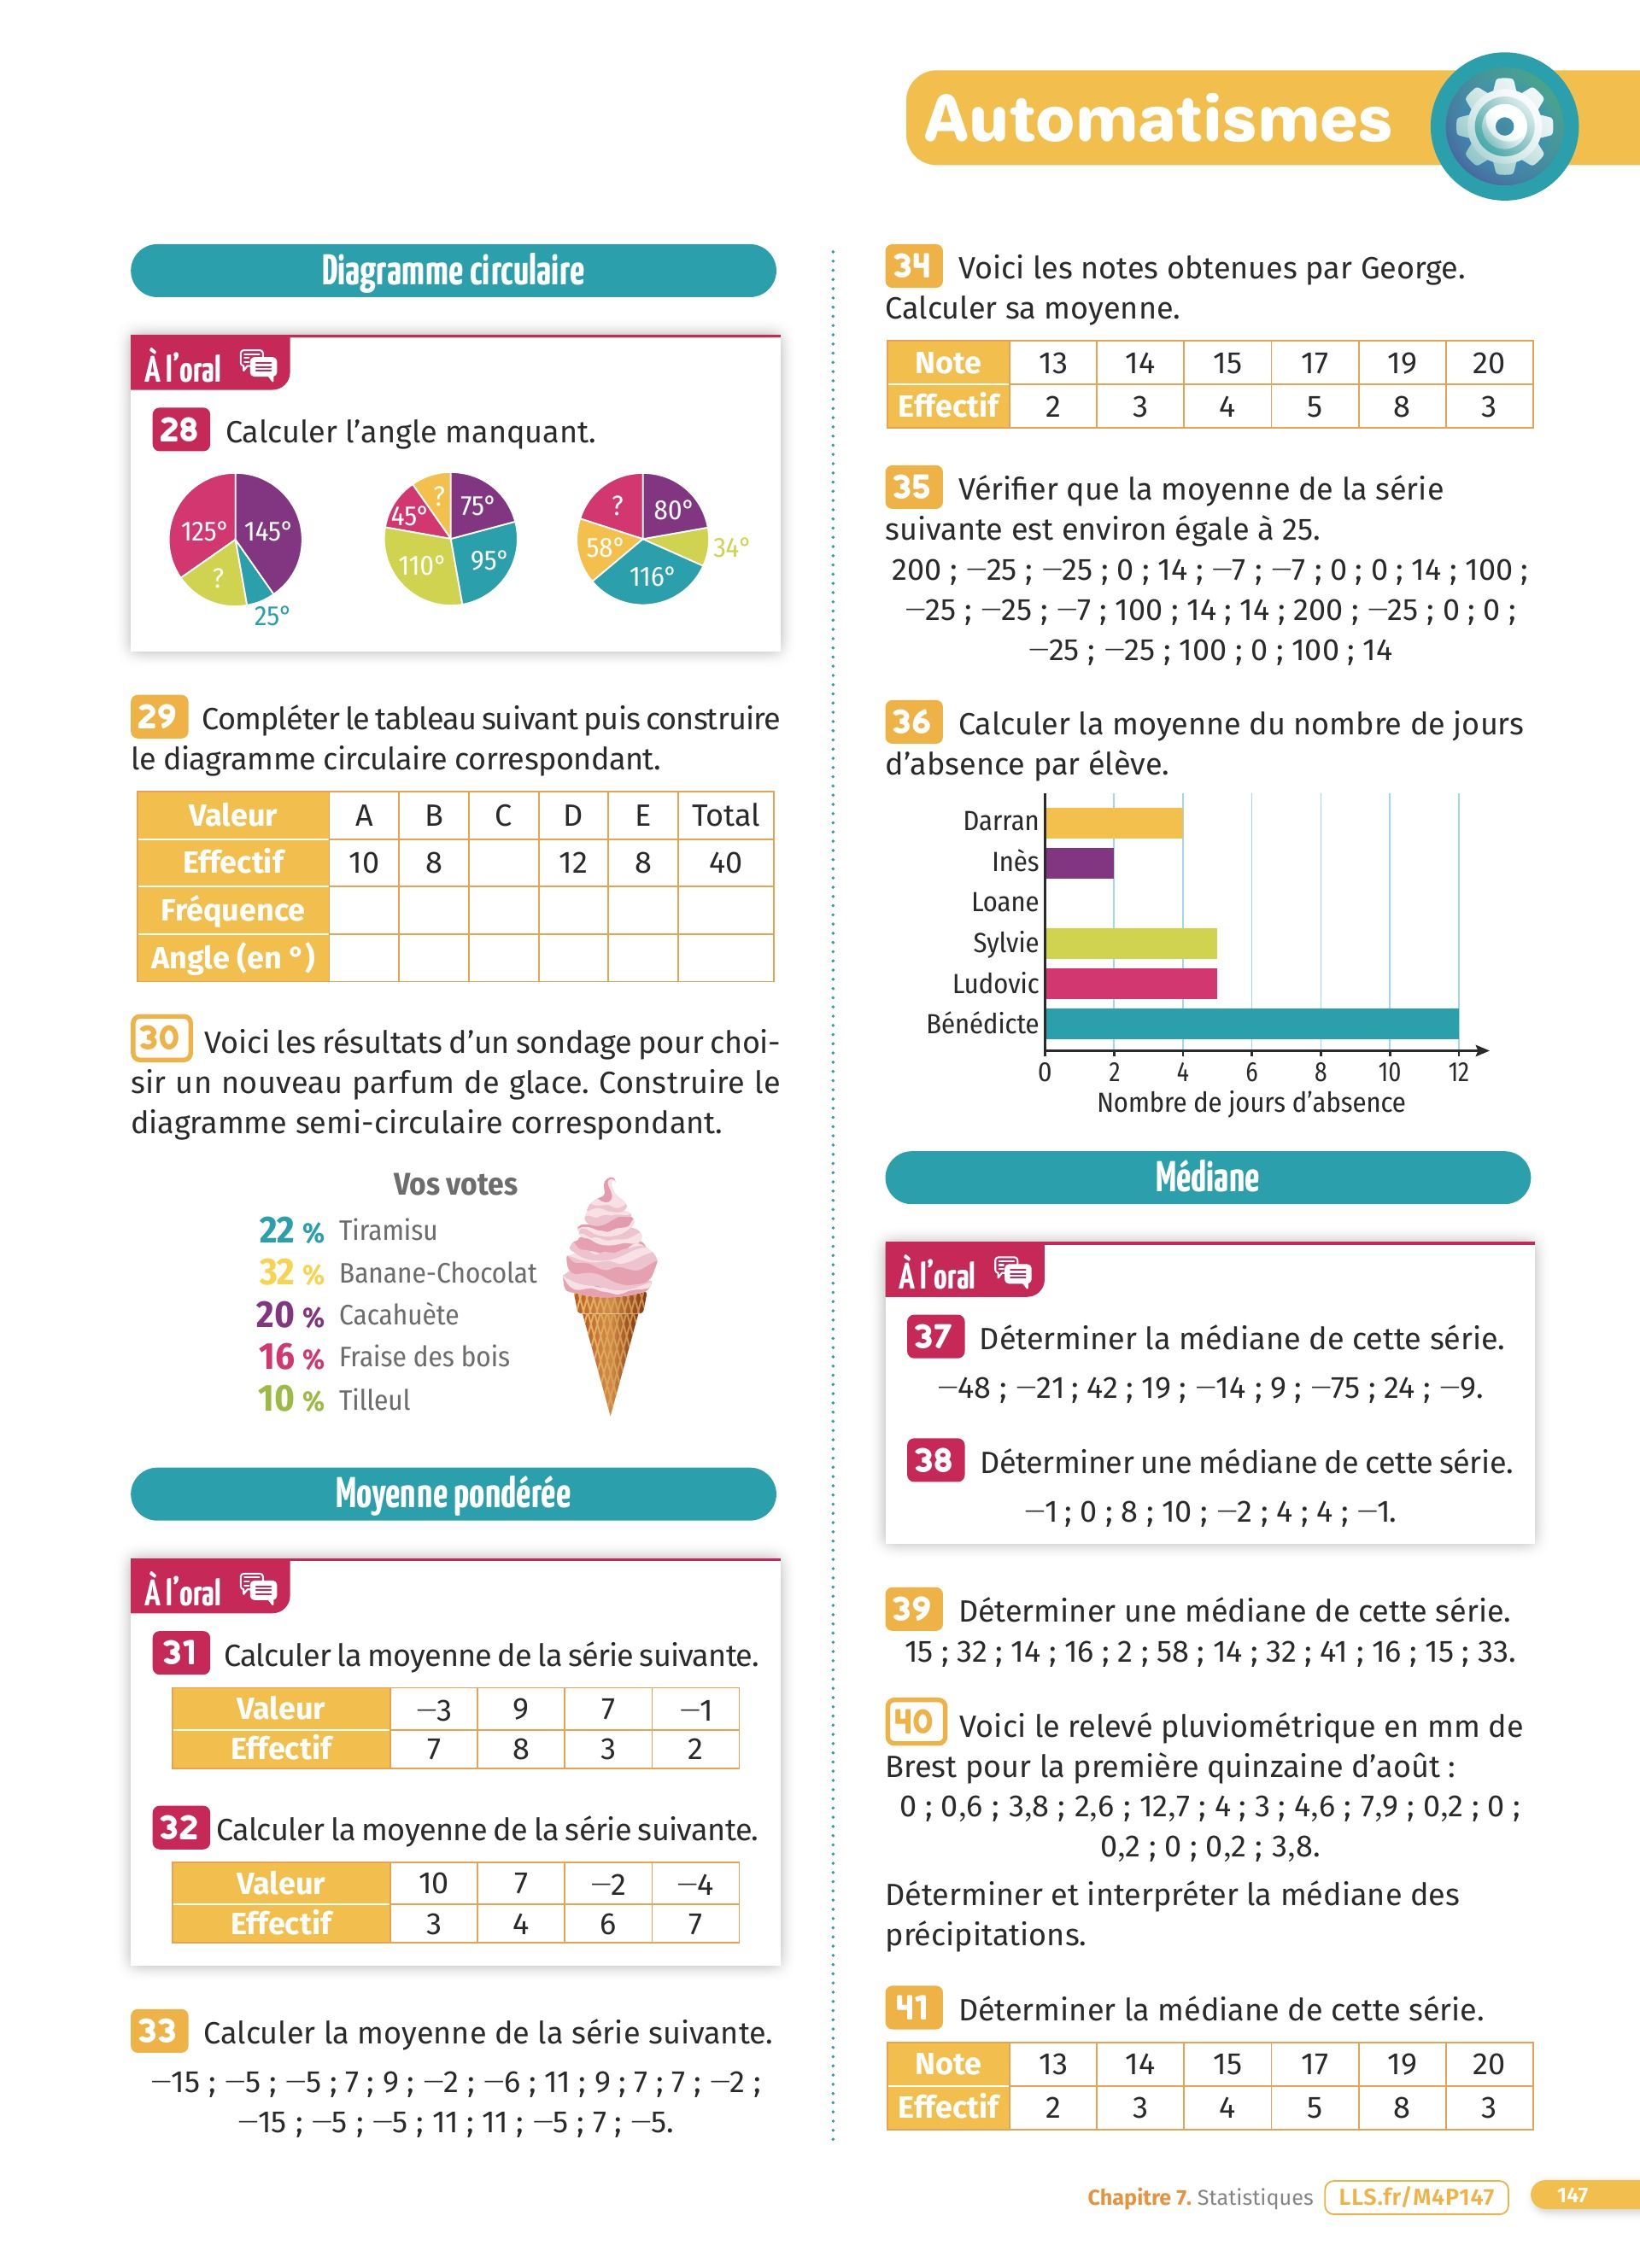 Automatismes
Diagramme circulaire
À l'oral
28 Calculer l'angle manquant.
125° 145° ? 25°
? 75° 45° 110° 95°
? 80° 34° 58° 116°
29 Compléter le tableau suivant puis construire
le diagramme circulaire correspondant.
Valeur A B C D E Total
Effectif 10 8 12 8 40
Fréquence
Angle (en °)
30 Voici les résultats d'un sondage pour choi-
sir un nouveau parfum de glace. Construire le
diagramme semi-circulaire correspondant.
Vos votes
22 % Tiramisu
32 % Banane-Chocolat
20 % Cacahuète
16 % Fraise des bois
10 % Tilleul
Moyenne pondérée
À l'oral
31 Calculer la moyenne de la série suivante.
Valeur −3 9 7 −1
Effectif 7 8 3 2
32 Calculer la moyenne de la série suivante.
Valeur 10 7 −2 −4
Effectif 3 4 6 7
33 Calculer la moyenne de la série suivante.
−15 ; −5 ; −5 ; 7 ; 9 ; −2 ; −6 ; 11 ; 9 ; 7 ; 7 ; −2 ;
−15 ; −5 ; −5 ; 11 ; 11 ; −5 ; 7 ; −5.
34 Voici les notes obtenues par George.
Calculer sa moyenne.
Note 13 14 15 17 19 20
Effectif 2 3 4 5 8 3
35 Vérifier que la moyenne de la série
suivante est environ égale à 25.
200 ; −25 ; −25 ; 0 ; 14 ; −7 ; −7 ; 0 ; 0 ; 14 ; 100 ;
−25 ; −25 ; −7 ; 100 ; 14 ; 14 ; 200 ; −25 ; 0 ; 0 ;
−25 ; −25 ; 100 ; 0 ; 100 ; 14
36 Calculer la moyenne du nombre de jours
d'absence par élève.
Darran
Inès
Loane
Sylvie
Ludovic
Bénédicte
0 2 4 6 8 10 12
Nombre de jours d'absence
Médiane
À l'oral
37 Déterminer la médiane de cette série.
−48 ; −21 ; 42 ; 19 ; −14 ; 9 ; −75 ; 24 ; −9.
38 Déterminer une médiane de cette série.
−1 ; 0 ; 8 ; 10 ; −2 ; 4 ; 4 ; −1.
39 Déterminer une médiane de cette série.
15 ; 32 ; 14 ; 16 ; 2 ; 58 ; 14 ; 32 ; 41 ; 16 ; 15 ; 33.
40 Voici le relevé pluviométrique en mm de
Brest pour la première quinzaine d'août :
0 ; 0,6 ; 3,8 ; 2,6 ; 12,7 ; 4 ; 3 ; 4,6 ; 7,9 ; 0,2 ; 0 ;
0,2 ; 0 ; 0,2 ; 3,8.
Déterminer et interpréter la médiane des
précipitations.
41 Déterminer la médiane de cette série.
Note 13 14 15 17 19 20
Effectif 2 3 4 5 8 3
Chapitre 7. Statistiques LLS.fr/M4P147 147